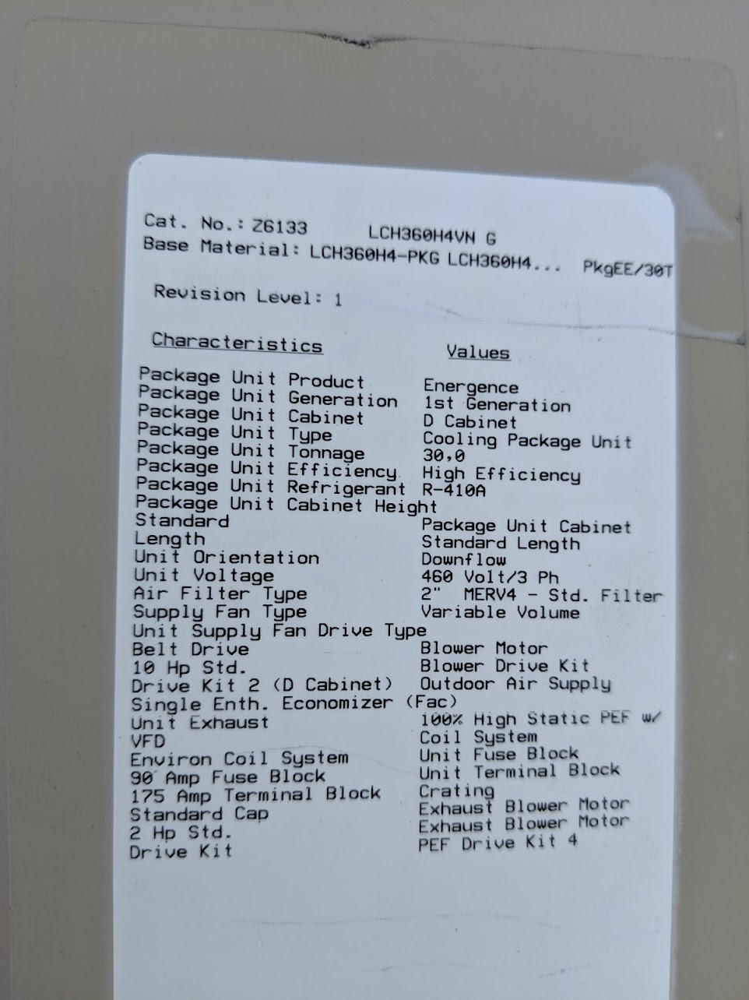 Cat. No.: Z6133 LCH360H4VN G
Base Material: LCH360H4-PKG LCH360H4... PkgEE/30T
Revision Level: 1
Characteristics Values
Package Unit Product Energence
Package Unit Generation 1st Generation
Package Unit Cabinet D Cabinet
Package Unit Type Cooling Package Unit
Package Unit Tonnage 30,0
Package Unit Efficiency High Efficiency
Package Unit Refrigerant R-410A
Package Unit Cabinet Height
Standard Package Unit Cabinet
Length Standard Length
Unit Orientation Downflow
Unit Voltage 460 Volt/3 Ph
Air Filter Type 2" MERV4 - Std. Filter
Supply Fan Type Variable Volume
Unit Supply Fan Drive Type
Belt Drive Blower Motor
10 Hp Std. Blower Drive Kit
Drive Kit 2 (D Cabinet) Outdoor Air Supply
Single Enth. Economizer (Fac)
Unit Exhaust 100% High Static PEF w/
VFD Coil System
Environ Coil System Unit Fuse Block
90 Amp Fuse Block Unit Terminal Block
175 Amp Terminal Block Crating
Standard Cap Exhaust Blower Motor
2 Hp Std. Exhaust Blower Motor
Drive Kit PEF Drive Kit 4